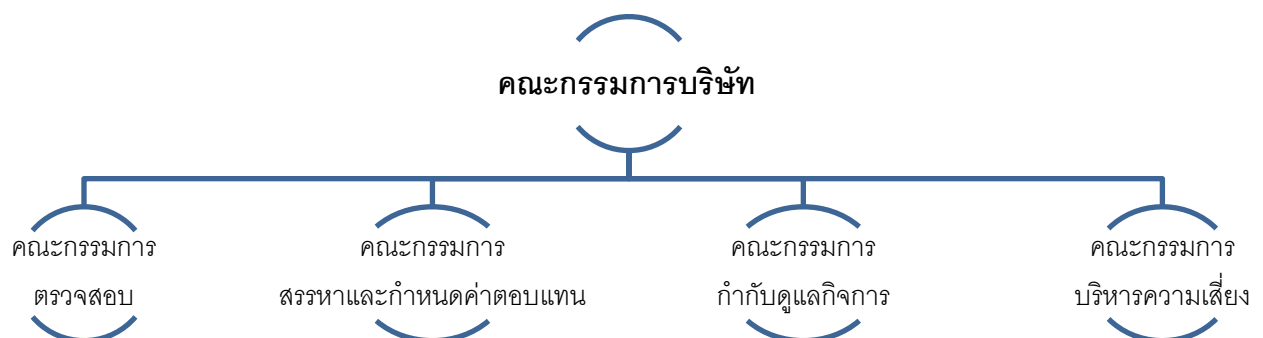 คณะกรรมการบริษัท
คณะกรรมการ
ตรวจสอบ
คณะกรรมการ
สรรหาและกำหนดค่าตอบแทน
คณะกรรมการ
กำกับดูแลกิจการ
คณะกรรมการ
บริหารความเสี่ยง